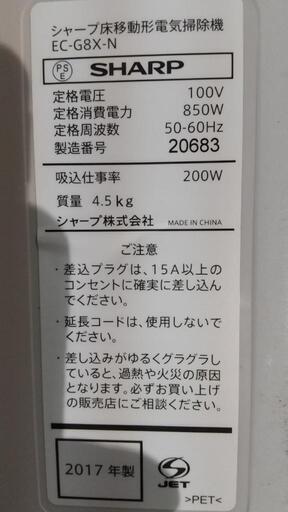 シャープ床移動形電気掃除機
EC-G8X-N
PS
E
SHARP
定格電圧 100V
定格消費電力 850W
定格周波数 50-60Hz
製造番号 20683
吸込仕事率 200W
質量 4.5kg
シャープ株式会社 MADE IN CHINA
ご注意
・差込プラグは、15A以上の
コンセントに確実に差し込ん
でください。
・延長コードは、使用しないで
ください。
・差し込みがゆるくグラグラし
ていると、過熱や火災の原因
となります。必ずお買い上げ
の販売店にご相談ください。
2017年製
JET
>PET<